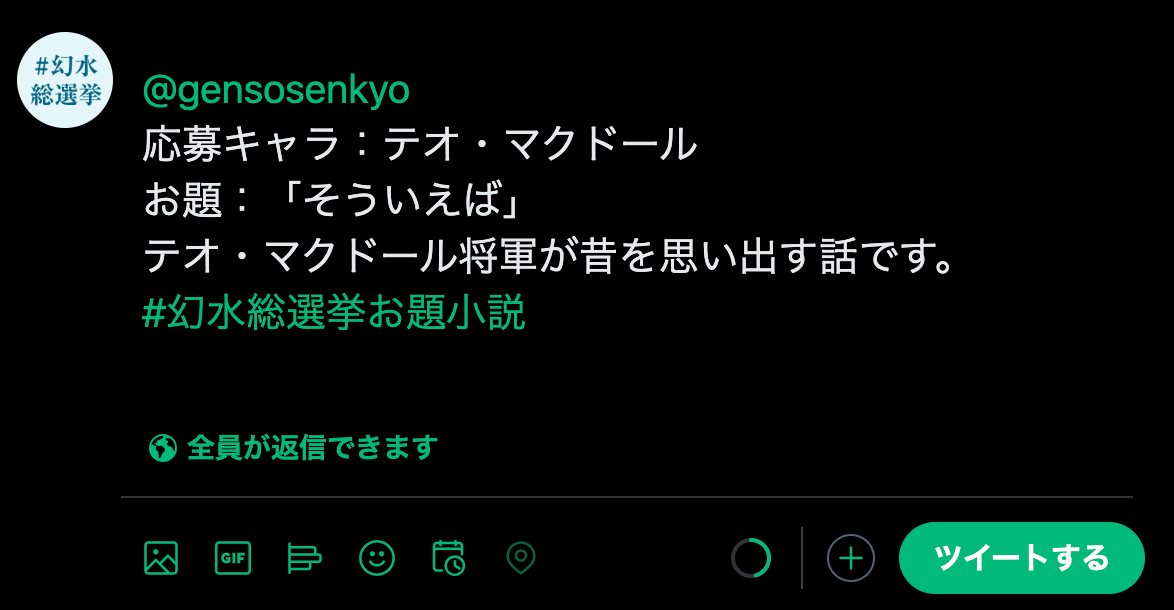 #幻水
総選挙
@gensosenkyo
応募キャラ：テオ・マクドール
お題：「そういえば」
テオ・マクドール将軍が昔を思い出す話です。
#幻水総選挙お題小説
全員が返信できます
GIF
ツイートする